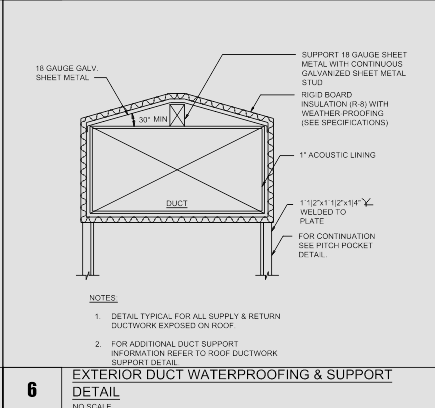 SUPPORT 18 GAUGE SHEET
METAL WITH CONTINUOUS
GALVANIZED SHEET METAL
STUD
18 GAUGE GALV.
SHEET METAL
RIGID BOARD
INSULATION (R-8) WITH
WEATHER PROOFING
(SEE SPECIFICATIONS)
30° MIN
1" ACOUSTIC LINING
DUCT
1 1|2"x1 1|2"x1|4"
WELDED TO
PLATE
FOR CONTINUATION
SEE PITCH POCKET
DETAIL.
NOTES:
1. DETAIL TYPICAL FOR ALL SUPPLY & RETURN
DUCTWORK EXPOSED ON ROOF.
2. FOR ADDITIONAL DUCT SUPPORT
INFORMATION REFER TO ROOF DUCTWORK
SUPPORT DETAIL.
6
EXTERIOR DUCT WATERPROOFING & SUPPORT
DETAIL
NO SCALE